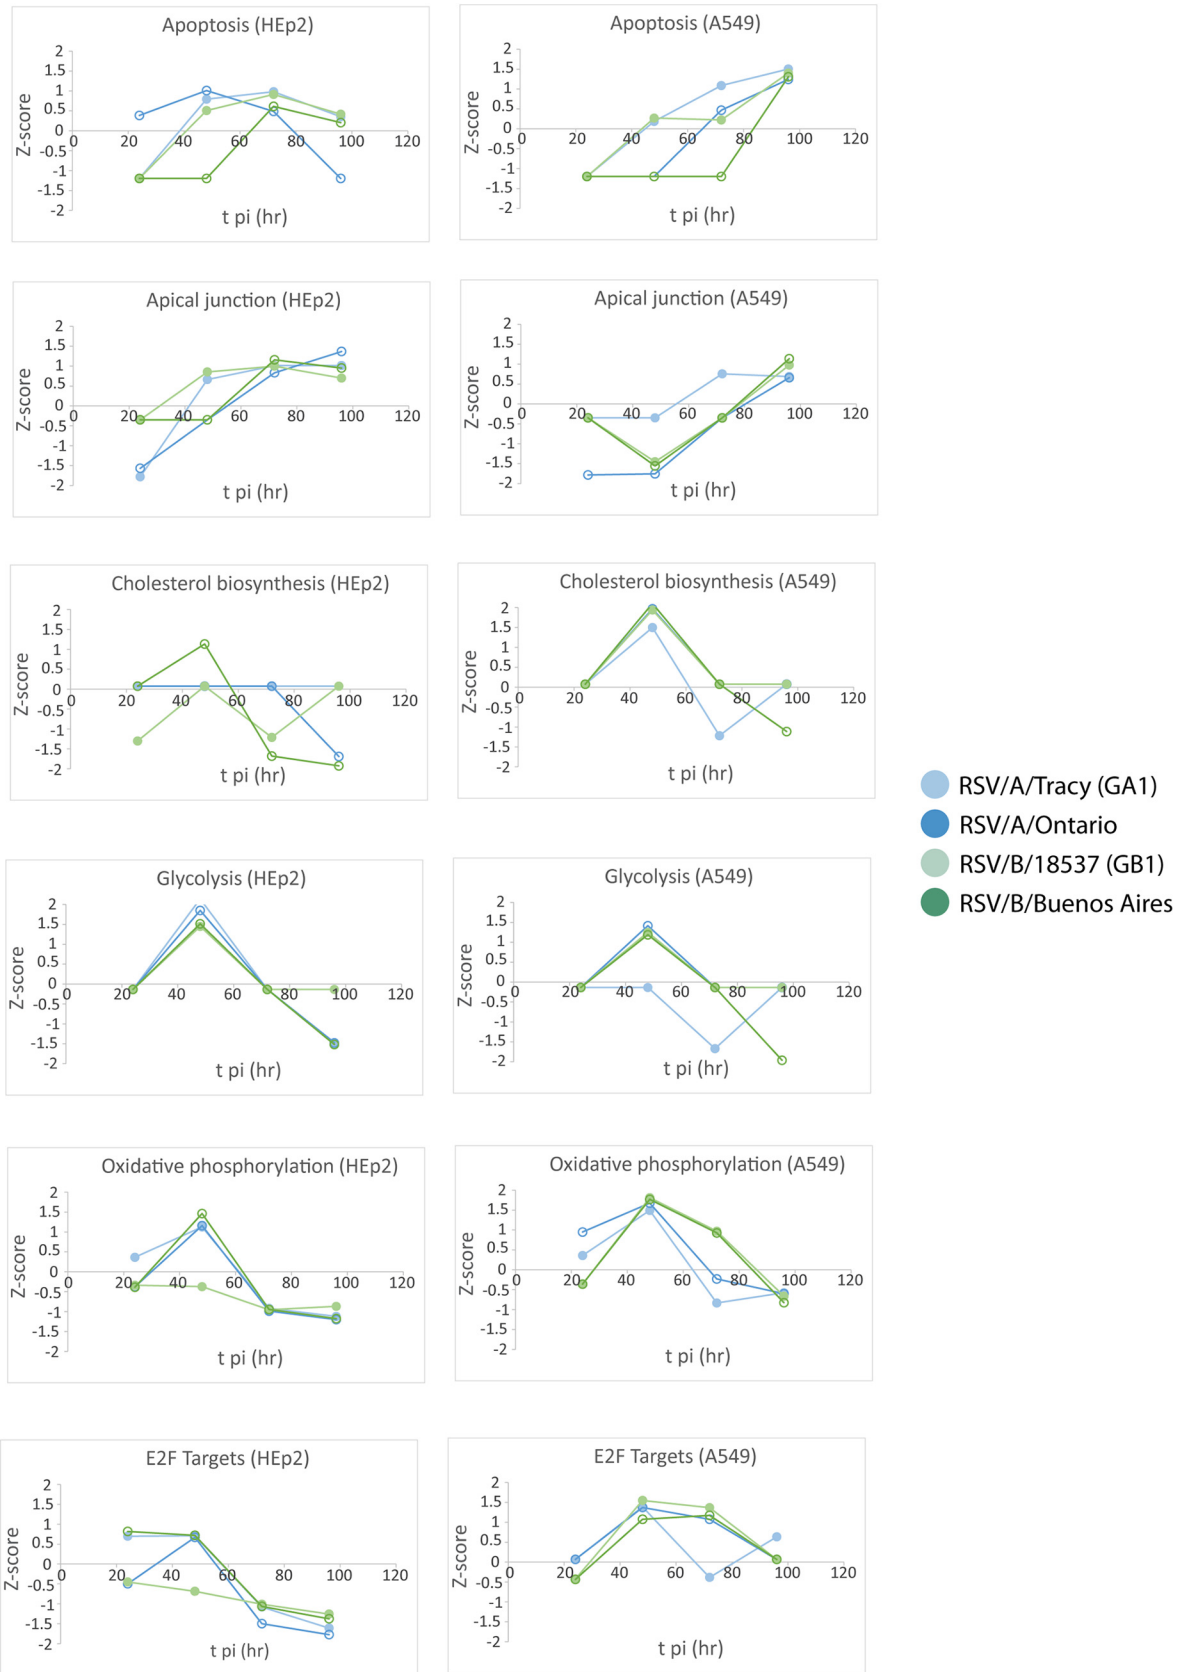 Apoptosis (HEp2)
2
1.5
1
0.5
0
-0.5
-1
-1.5
-2
0 20 40 60 80 100 120
Z-score
t pi (hr)
Apoptosis (A549)
2
1.5
1
0.5
0
-0.5
-1
-1.5
-2
0 20 40 60 80 100 120
Z-score
t pi (hr)
Apical junction (HEp2)
2
1.5
1
0.5
0
-0.5
-1
-1.5
-2
0 20 40 60 80 100 120
Z-score
t pi (hr)
Apical junction (A549)
2
1.5
1
0.5
0
-0.5
-1
-1.5
-2
0 20 40 60 80 100 120
Z-score
t pi (hr)
Cholesterol biosynthesis (HEp2)
2
1.5
1
0.5
0
-0.5
-1
-1.5
-2
0 20 40 60 80 100 120
Z-score
t pi (hr)
Cholesterol biosynthesis (A549)
2
1.5
1
0.5
0
-0.5
-1
-1.5
-2
0 20 40 60 80 100 120
Z-score
t pi (hr)
RSV/A/Tracy (GA1)
RSV/A/Ontario
RSV/B/18537 (GB1)
RSV/B/Buenos Aires
Glycolysis (HEp2)
2
1.5
1
0.5
0
-0.5
-1
-1.5
-2
0 20 40 60 80 100 120
Z-score
t pi (hr)
Glycolysis (A549)
2
1.5
1
0.5
0
-0.5
-1
-1.5
-2
0 20 40 60 80 100 120
Z-score
t pi (hr)
Oxidative phosphorylation (HEp2)
2
1.5
1
0.5
0
-0.5
-1
-1.5
-2
0 20 40 60 80 100 120
Z-score
t pi (hr)
Oxidative phosphorylation (A549)
2
1.5
1
0.5
0
-0.5
-1
-1.5
-2
0 20 40 60 80 100 120
Z-score
t pi (hr)
E2F Targets (HEp2)
2
1.5
1
0.5
0
-0.5
-1
-1.5
-2
0 20 40 60 80 100 120
Z-score
t pi (hr)
E2F Targets (A549)
2
1.5
1
0.5
0
-0.5
-1
-1.5
-2
0 20 40 60 80 100 120
Z-score
t pi (hr)